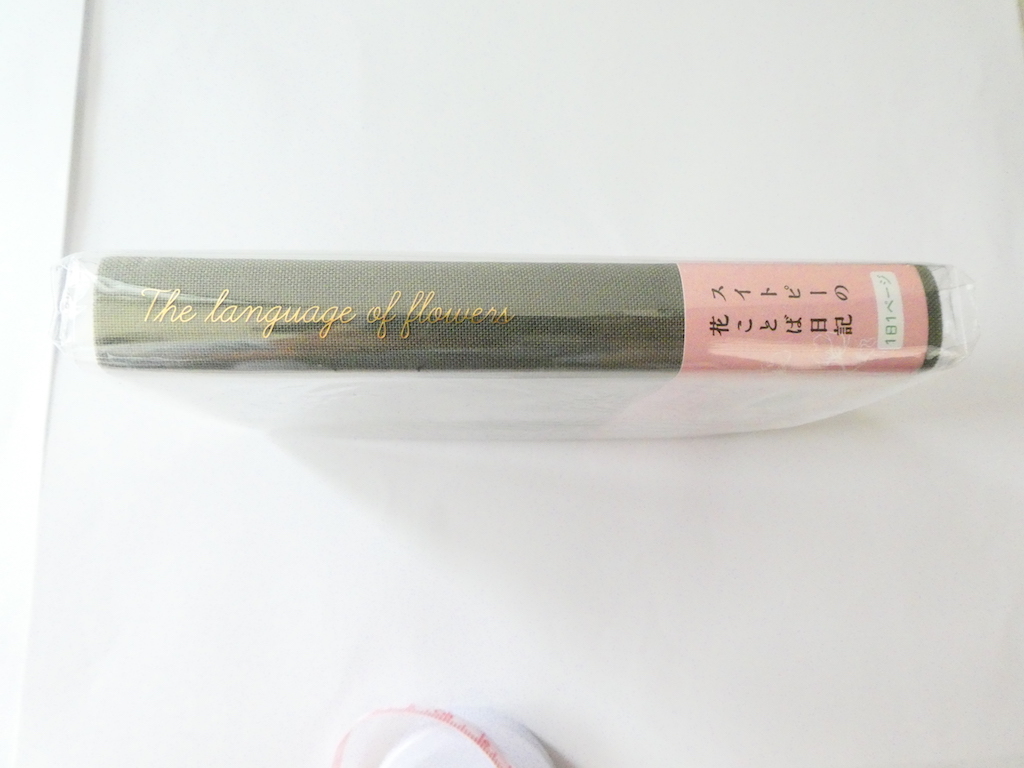 The language of flowers
スイートピーの
花ことば日記
1日1ページ